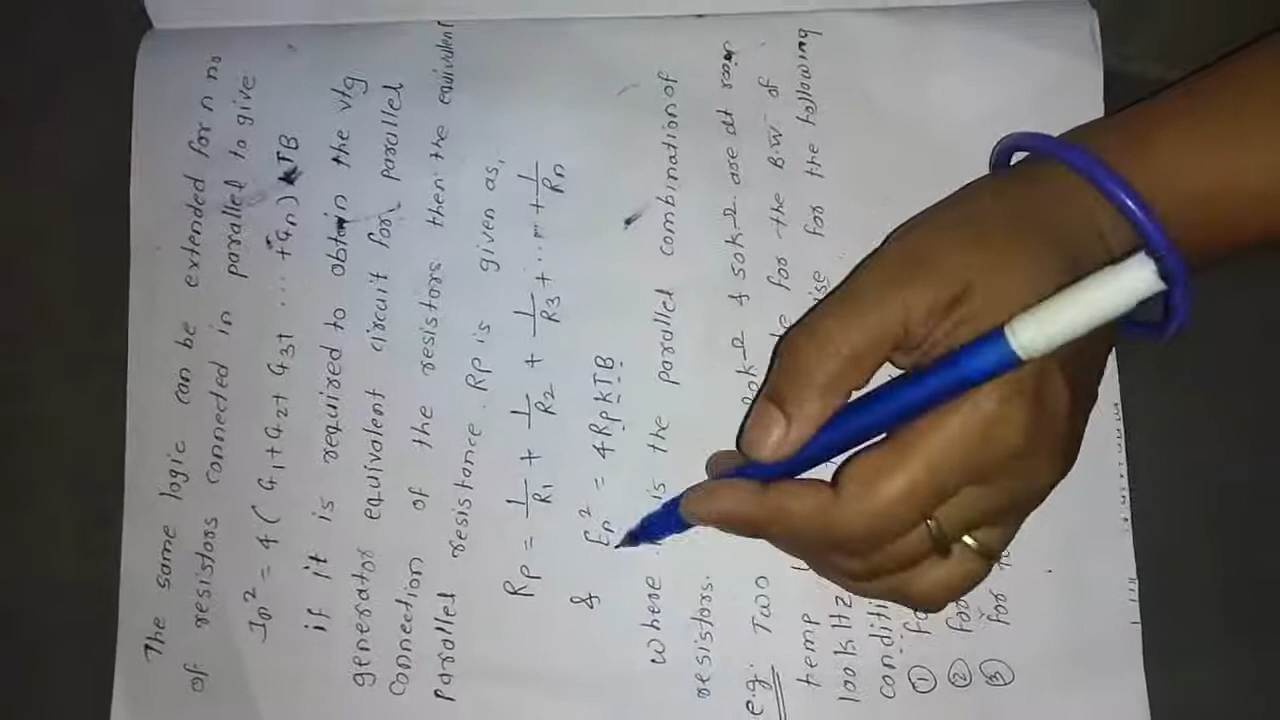 The same logic can be extended for n no
of resistors connected in parallel to give
In² = 4 (G1+G2+ G3+ ... +Gn) KTB
if it is required to obtain the v/g
generator equivalent circuit for parallel
connection of the resistors then the equivalent
parallel resistance Rp is given as,
Rp = 1/R1 + 1/R2 + 1/R3 + ... + 1/Rn
& En² = 4RpKTB
Where is the parallel combination of
resistors.
e.g: Two 20k-Ω & 50k-Ω are at room
temp for the B.W of
100kHz for the following
conditi
① fo
② for
③ for